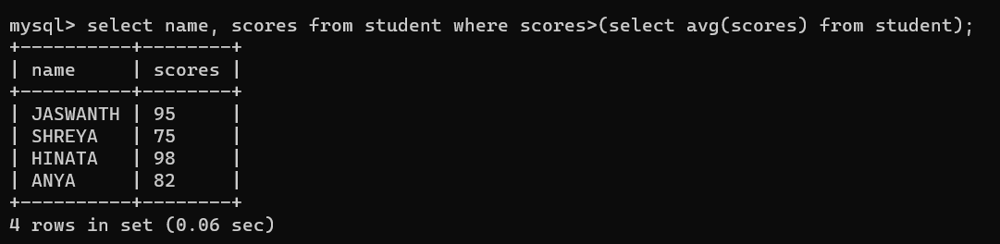 mysql> select name, scores from student where scores>(select avg(scores) from student);
+----------+--------+
| name     | scores |
+----------+--------+
| JASWANTH | 95     |
| SHREYA   | 75     |
| HINATA   | 98     |
| ANYA     | 82     |
+----------+--------+
4 rows in set (0.06 sec)